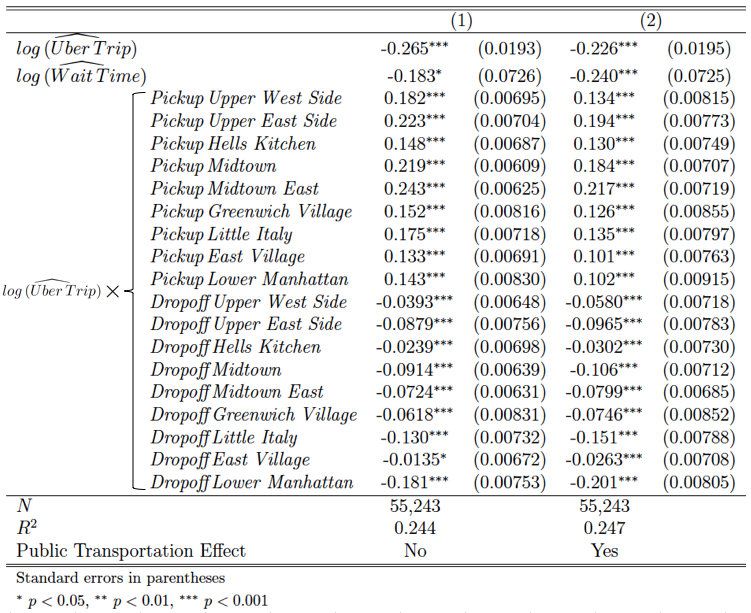 (1) (2)
log (Uber Trip) -0.265*** (0.0193) -0.226*** (0.0195)
log (Wait Time) -0.183* (0.0726) -0.240*** (0.0725)
Pickup Upper West Side 0.182*** (0.00695) 0.134*** (0.00815)
Pickup Upper East Side 0.223*** (0.00704) 0.194*** (0.00773)
Pickup Hells Kitchen 0.148*** (0.00687) 0.130*** (0.00749)
Pickup Midtown 0.219*** (0.00609) 0.184*** (0.00707)
Pickup Midtown East 0.243*** (0.00625) 0.217*** (0.00719)
Pickup Greenwich Village 0.152*** (0.00816) 0.126*** (0.00855)
Pickup Little Italy 0.175*** (0.00718) 0.135*** (0.00797)
Pickup East Village 0.133*** (0.00691) 0.101*** (0.00763)
Pickup Lower Manhattan 0.143*** (0.00830) 0.102*** (0.00915)
log (Uber Trip) ×
Dropoff Upper West Side -0.0393*** (0.00648) -0.0580*** (0.00718)
Dropoff Upper East Side -0.0879*** (0.00756) -0.0965*** (0.00783)
Dropoff Hells Kitchen -0.0239*** (0.00698) -0.0302*** (0.00730)
Dropoff Midtown -0.0914*** (0.00639) -0.106*** (0.00712)
Dropoff Midtown East -0.0724*** (0.00631) -0.0799*** (0.00685)
Dropoff Greenwich Village -0.0618*** (0.00831) -0.0746*** (0.00852)
Dropoff Little Italy -0.130*** (0.00732) -0.151*** (0.00788)
Dropoff East Village -0.0135* (0.00672) -0.0263*** (0.00708)
Dropoff Lower Manhattan -0.181*** (0.00753) -0.201*** (0.00805)
N 55,243 55,243
R² 0.244 0.247
Public Transportation Effect No Yes
Standard errors in parentheses
* p < 0.05, ** p < 0.01, *** p < 0.001